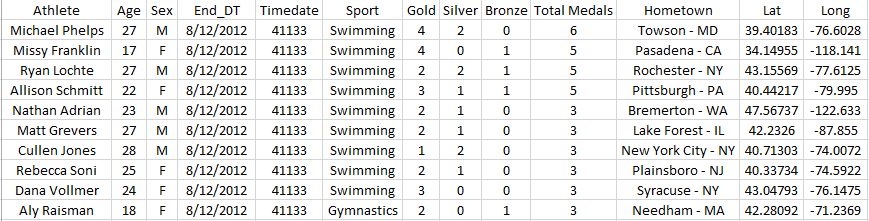 Athlete Age Sex End_DT Timedate Sport Gold Silver Bronze Total Medals Hometown Lat Long
Michael Phelps 27 M 8/12/2012 41133 Swimming 4 2 0 6 Towson - MD 39.40183 -76.6028
Missy Franklin 17 F 8/12/2012 41133 Swimming 4 0 1 5 Pasadena - CA 34.14955 -118.141
Ryan Lochte 27 M 8/12/2012 41133 Swimming 2 2 1 5 Rochester - NY 43.15569 -77.6125
Allison Schmitt 22 F 8/12/2012 41133 Swimming 3 1 1 5 Pittsburgh - PA 40.44217 -79.995
Nathan Adrian 23 M 8/12/2012 41133 Swimming 2 1 0 3 Bremerton - WA 47.56737 -122.633
Matt Grevers 27 M 8/12/2012 41133 Swimming 2 1 0 3 Lake Forest - IL 42.2326 -87.855
Cullen Jones 28 M 8/12/2012 41133 Swimming 1 2 0 3 New York City - NY 40.71303 -74.0072
Rebecca Soni 25 F 8/12/2012 41133 Swimming 2 1 0 3 Plainsboro - NJ 40.33734 -74.5922
Dana Vollmer 24 F 8/12/2012 41133 Swimming 3 0 0 3 Syracuse - NY 43.04793 -76.1475
Aly Raisman 18 F 8/12/2012 41133 Gymnastics 2 0 1 3 Needham - MA 42.28092 -71.2369